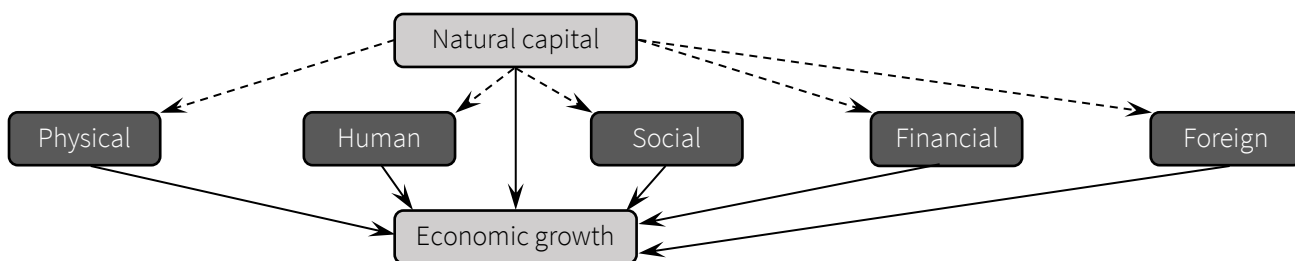 Natural capital
Physical
Human
Social
Financial
Foreign
Economic growth